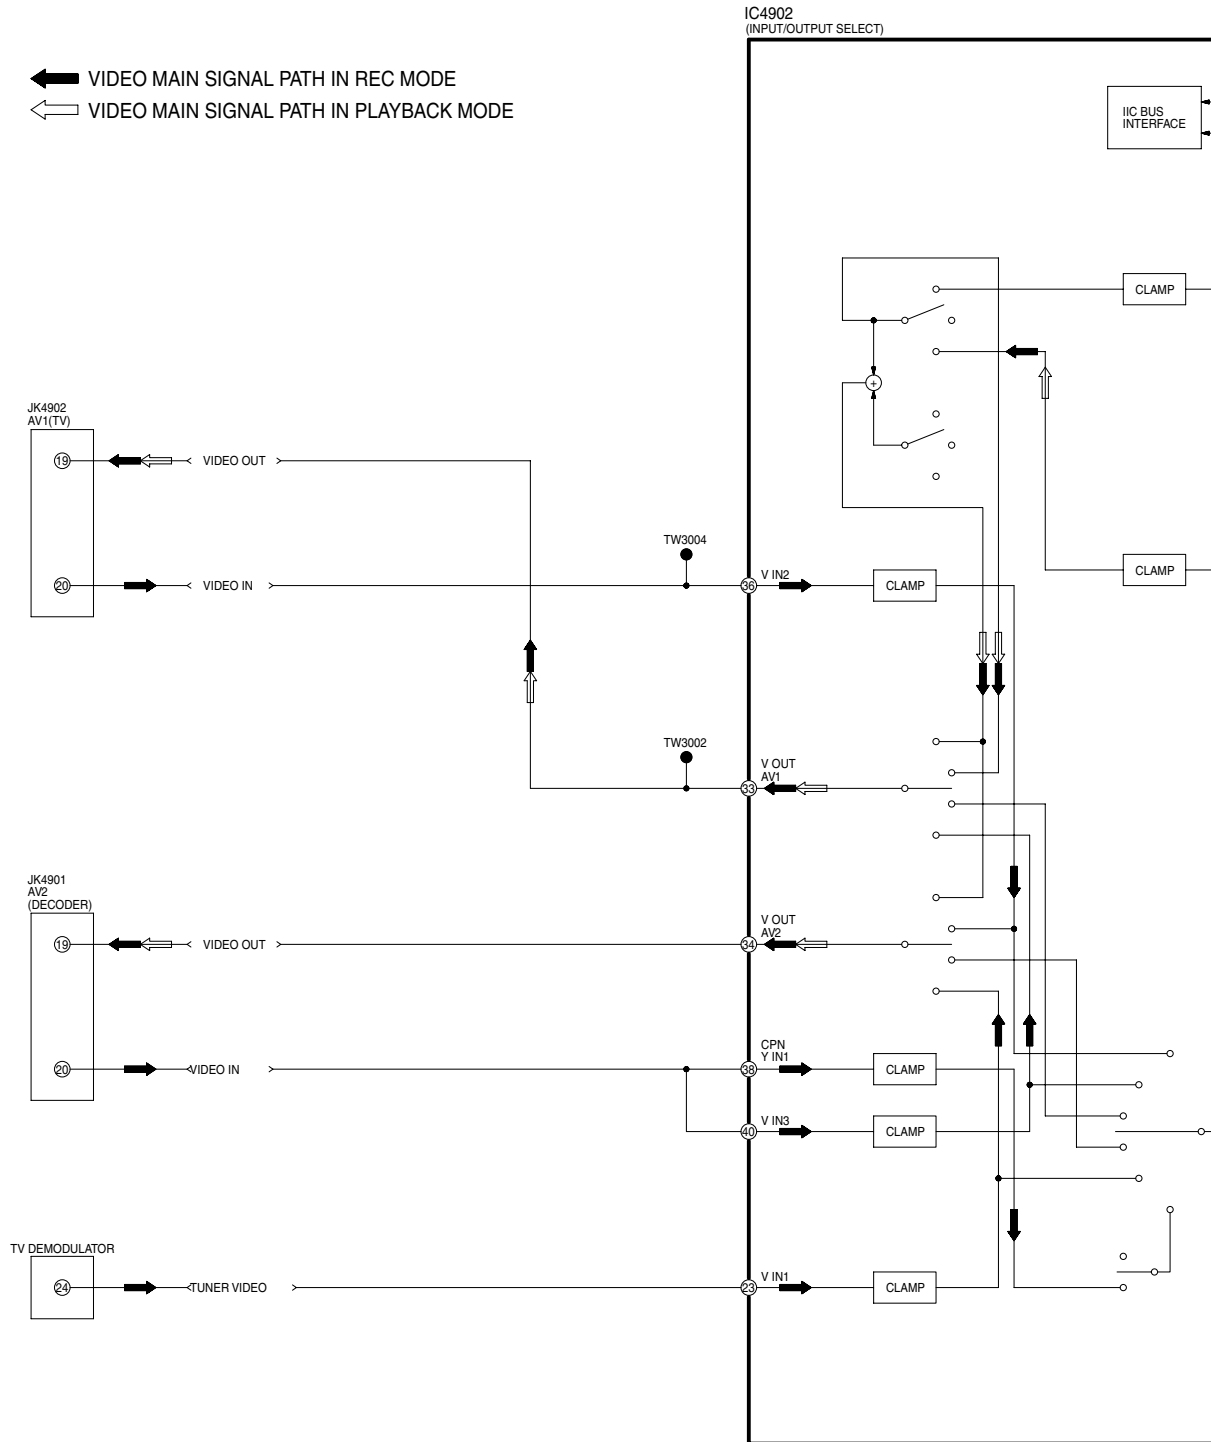 IC4902
(INPUT/OUTPUT SELECT)
VIDEO MAIN SIGNAL PATH IN REC MODE
VIDEO MAIN SIGNAL PATH IN PLAYBACK MODE
IIC BUS
INTERFACE
CLAMP
+
JK4902
AV1(TV)
19
VIDEO OUT
TW3004
20
VIDEO IN
36
V IN2
CLAMP
CLAMP
TW3002
V OUT
AV1
33
JK4901
AV2
(DECODER)
19
VIDEO OUT
V OUT
AV2
34
20
VIDEO IN
CPN
Y IN1
38
CLAMP
40
V IN3
CLAMP
TV DEMODULATOR
24
TUNER VIDEO
23
V IN1
CLAMP